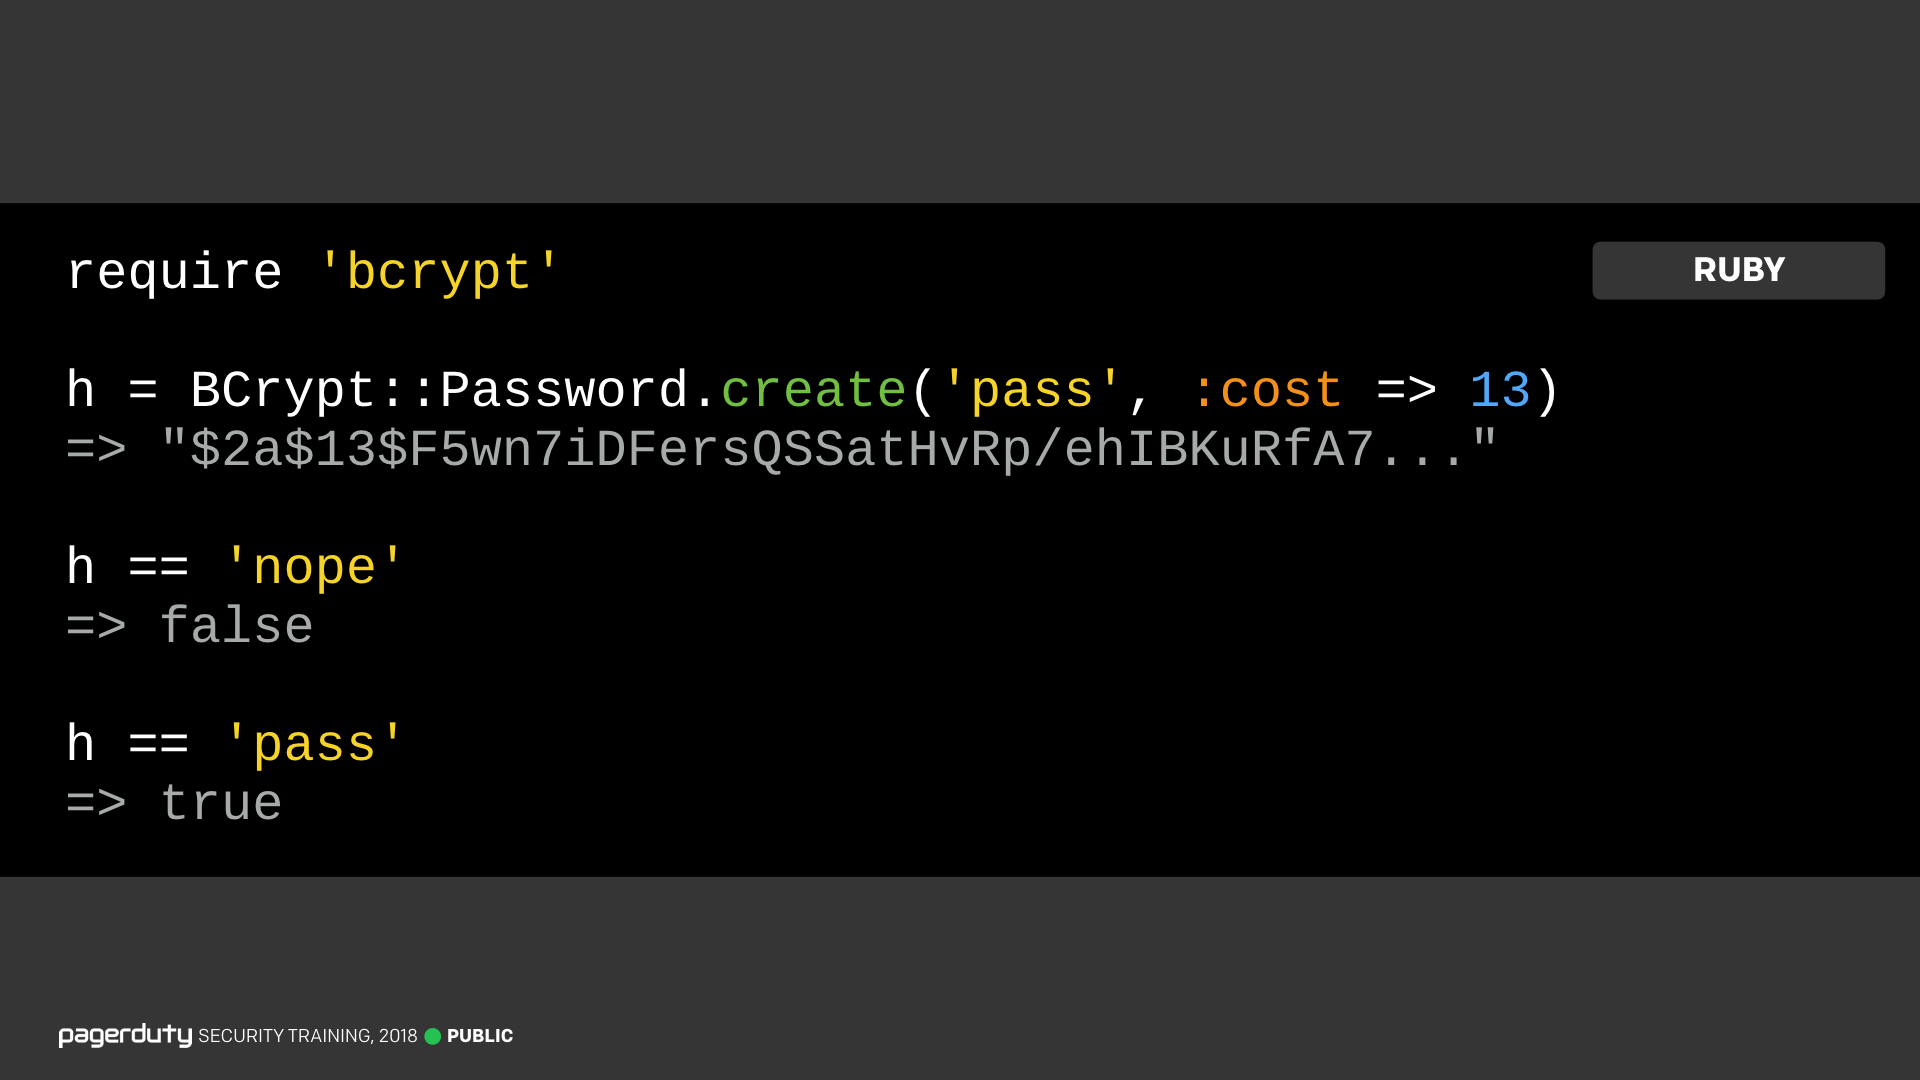 require 'bcrypt'
RUBY
h = BCrypt::Password.create('pass', :cost => 13)
=> "$2a$13$F5wn7iDFersQSSatHvRp/ehIBKuRfA7..."
h == 'nope'
=> false
h == 'pass'
=> true
pagerduty SECURITY TRAINING, 2018 PUBLIC